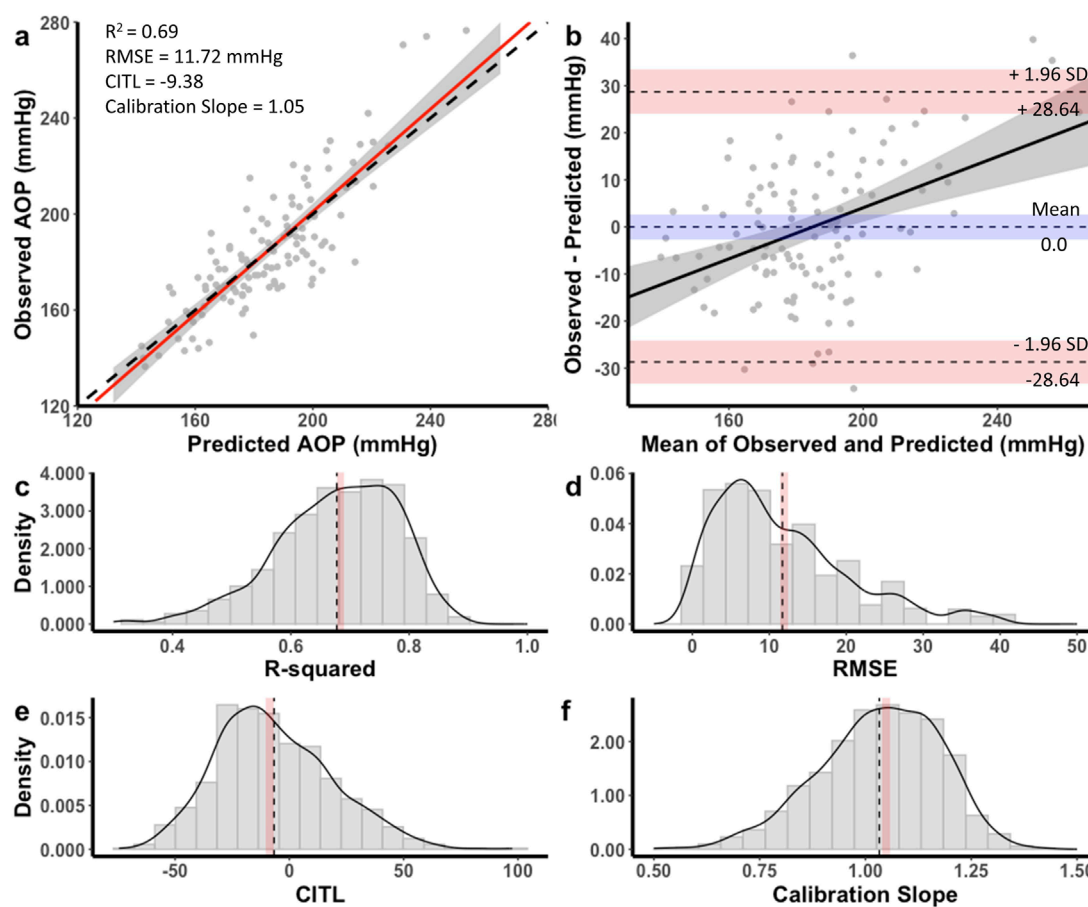 a
R² = 0.69
RMSE = 11.72 mmHg
CITL = -9.38
Calibration Slope = 1.05
280
240
200
160
120
Observed AOP (mmHg)
120 160 200 240 280
Predicted AOP (mmHg)
b
40
30
20
10
0
-10
-20
-30
Observed - Predicted (mmHg)
+ 1.96 SD
+ 28.64
Mean
0.0
- 1.96 SD
-28.64
160 200 240
Mean of Observed and Predicted (mmHg)
c
4.000
3.000
2.000
1.000
0.000
Density
0.4 0.6 0.8 1.0
R-squared
d
0.06
0.04
0.02
0.00
0 10 20 30 40 50
RMSE
e
0.015
0.010
0.005
0.000
Density
-50 0 50 100
CITL
f
2.00
1.00
0.00
0.50 0.75 1.00 1.25 1.50
Calibration Slope